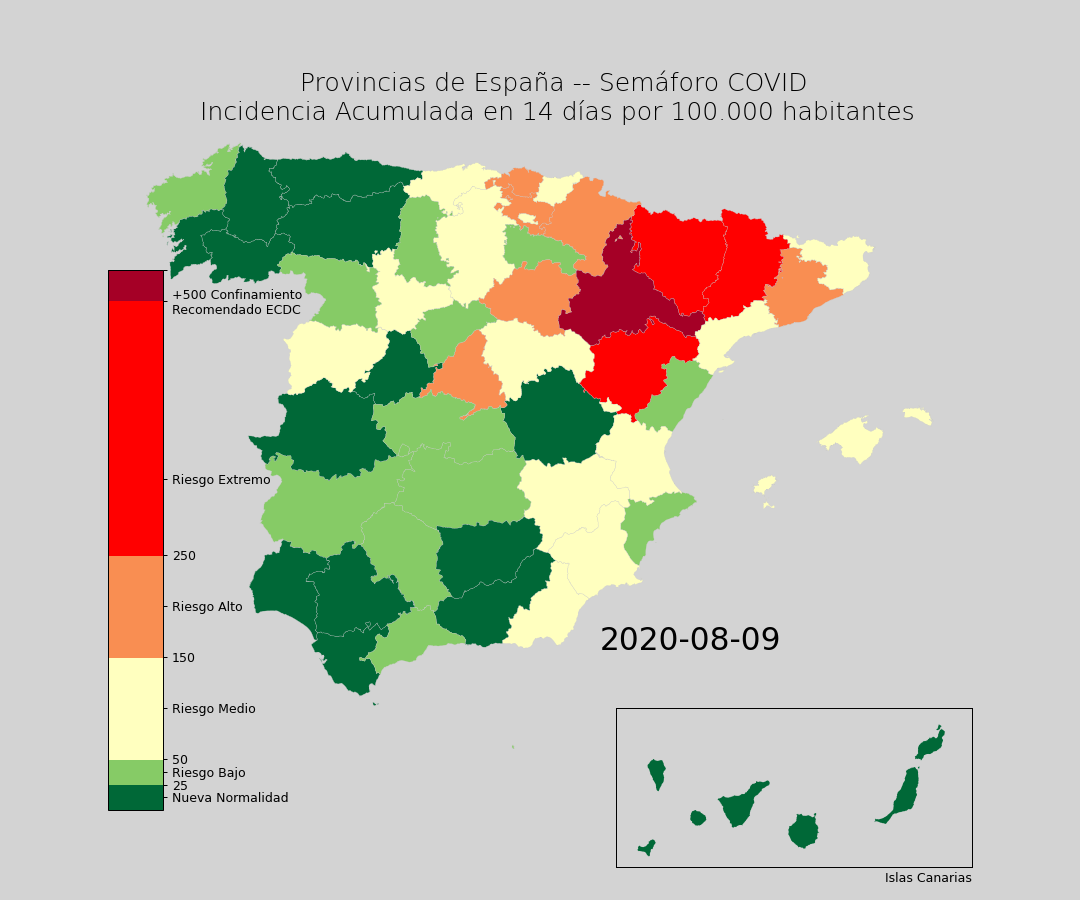 Provincias de España -- Semáforo COVID
Incidencia Acumulada en 14 días por 100.000 habitantes
+500 Confinamiento
Recomendado ECDC
Riesgo Extremo
250
Riesgo Alto
150
Riesgo Medio
50
Riesgo Bajo
25
Nueva Normalidad
2020-08-09
Islas Canarias